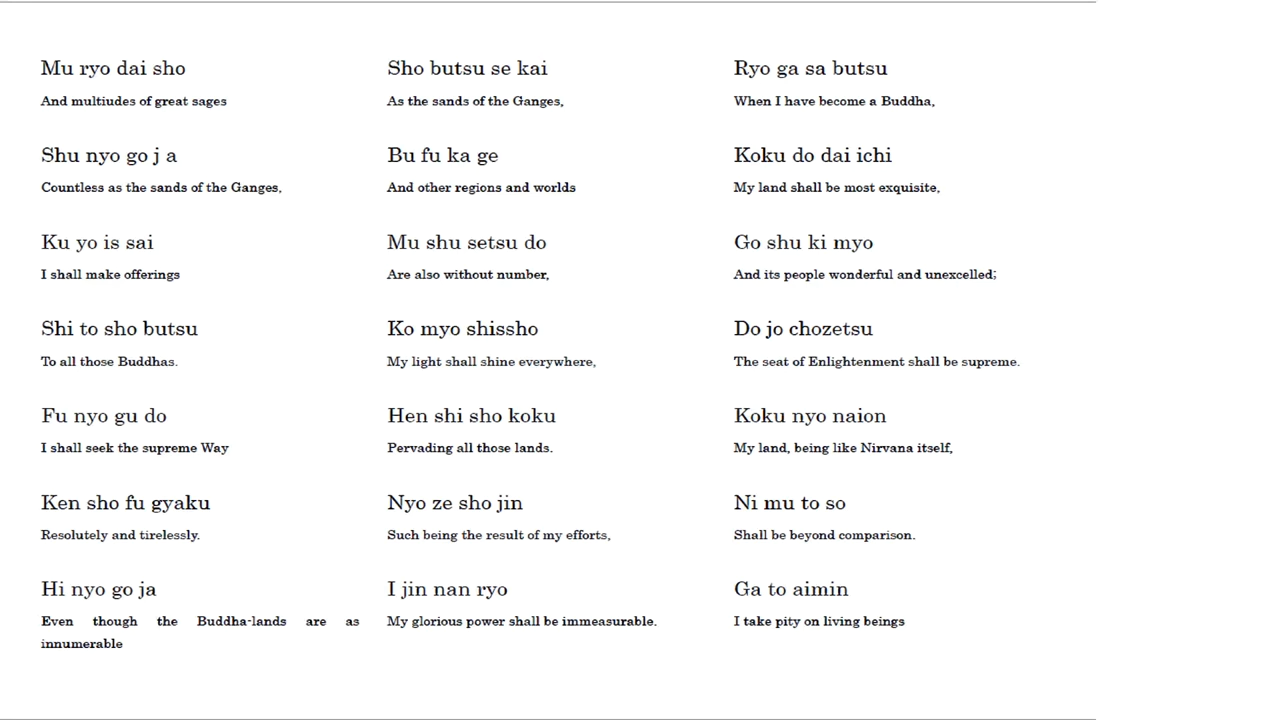 Mu ryo dai sho
And multiudes of great sages
Shu nyo go j a
Countless as the sands of the Ganges,
Ku yo is sai
I shall make offerings
Shi to sho butsu
To all those Buddhas.
Fu nyo gu do
I shall seek the supreme Way
Ken sho fu gyaku
Resolutely and tirelessly.
Hi nyo go ja
Even though the Buddha-lands are as
innumerable
Sho butsu se kai
As the sands of the Ganges,
Bu fu ka ge
And other regions and worlds
Mu shu setsu do
Are also without number,
Ko myo shissho
My light shall shine everywhere,
Hen shi sho koku
Pervading all those lands.
Nyo ze sho jin
Such being the result of my efforts,
I jin nan ryo
My glorious power shall be immeasurable.
Ryo ga sa butsu
When I have become a Buddha,
Koku do dai ichi
My land shall be most exquisite,
Go shu ki myo
And its people wonderful and unexcelled;
Do jo chozetsu
The seat of Enlightenment shall be supreme.
Koku nyo naion
My land, being like Nirvana itself,
Ni mu to so
Shall be beyond comparison.
Ga to aimin
I take pity on living beings